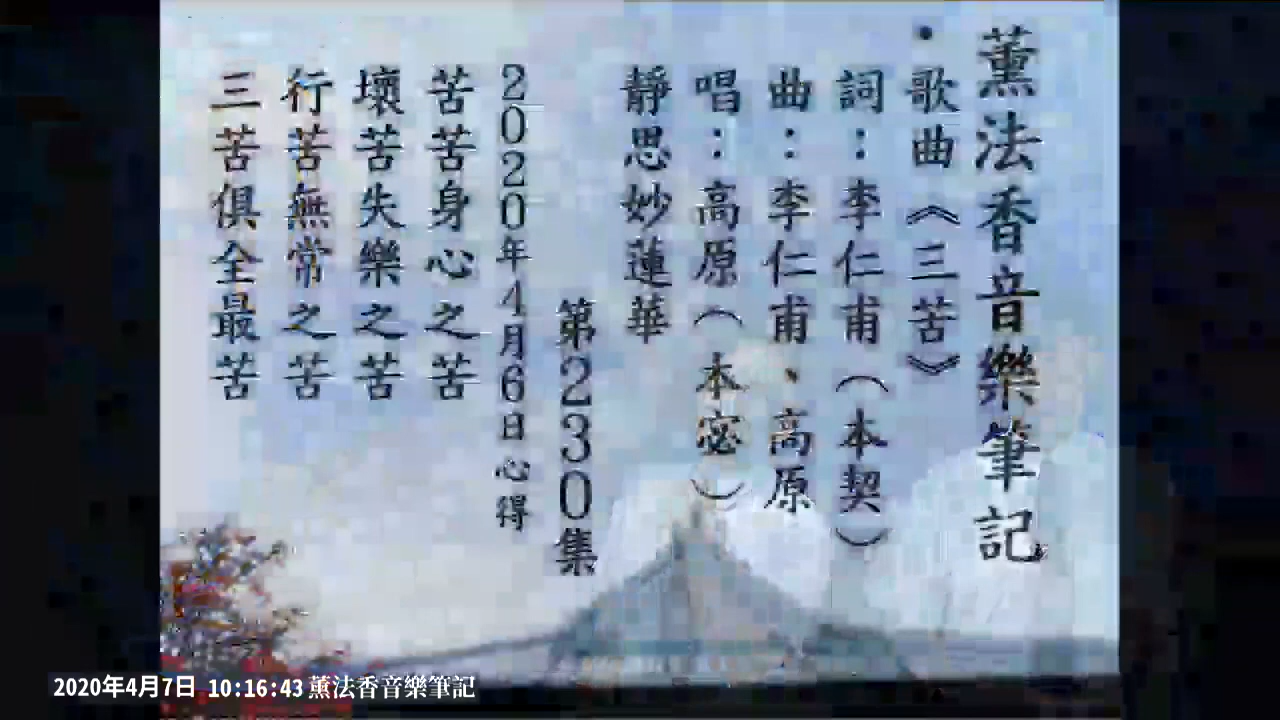 薰法香音樂筆記
•歌曲《三苦》
詞：李仁甫（本契）
曲：李仁甫、高原
唱：高原（本宓）
靜思妙蓮華
第230集
2020年4月6日心得
苦苦身心之苦
壞苦失樂之苦
行苦無常之苦
三苦俱全最苦
2020年4月7日 10:16:43 薰法香音樂筆記